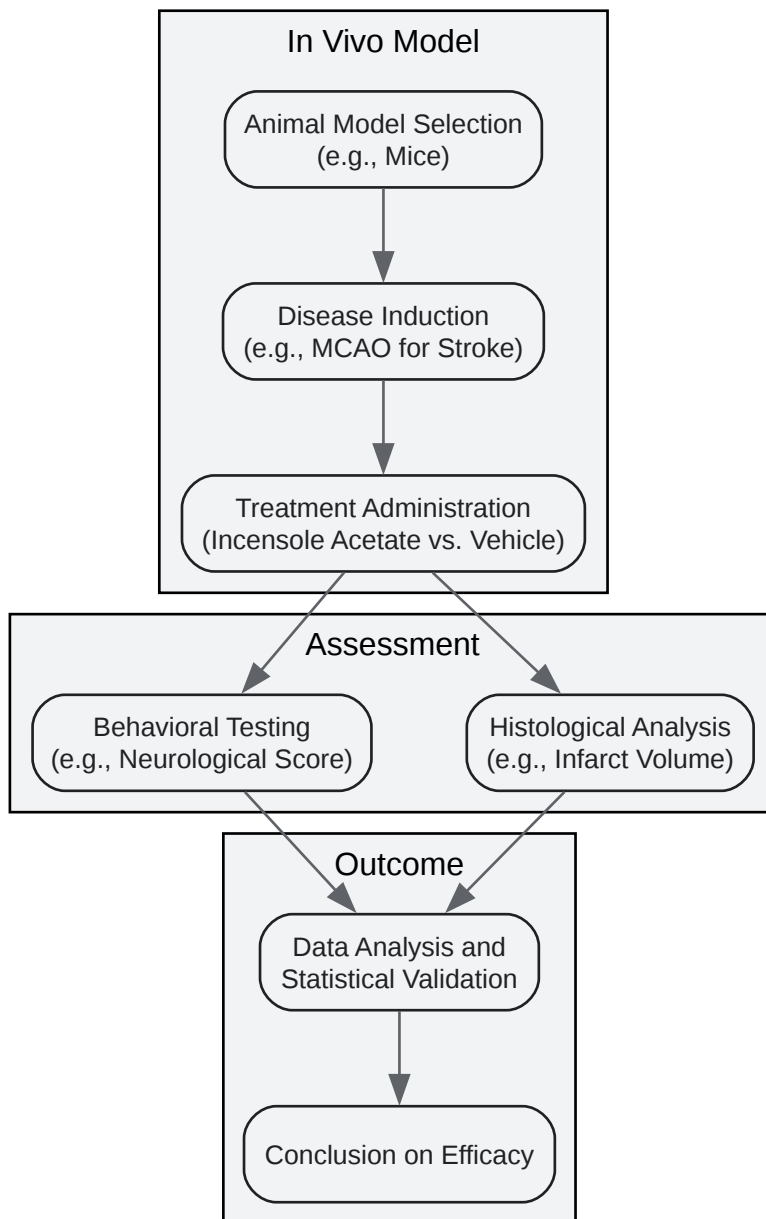 In Vivo Model
Animal Model Selection
(e.g., Mice)
Disease Induction
(e.g., MCAO for Stroke)
Treatment Administration
(Incensole Acetate vs. Vehicle)
Assessment
Behavioral Testing
(e.g., Neurological Score)
Histological Analysis
(e.g., Infarct Volume)
Outcome
Data Analysis and
Statistical Validation
Conclusion on Efficacy